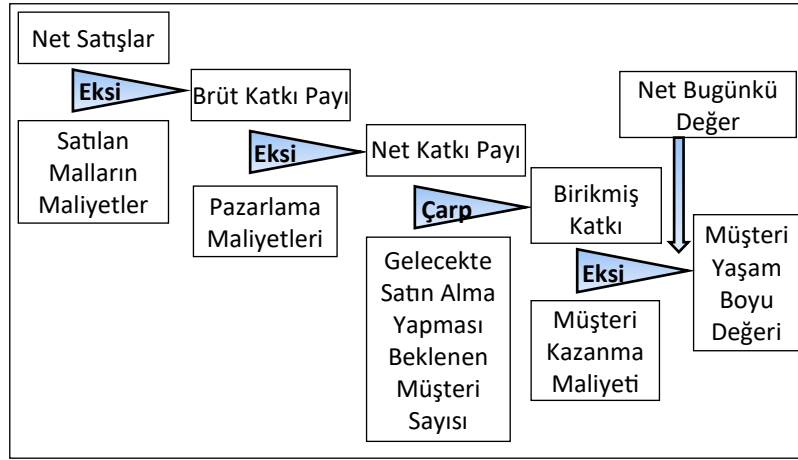 Net Satışlar
Eksi
Satılan
Malların
Maliyetler
Brüt Katkı Payı
Eksi
Pazarlama
Maliyetleri
Net Katkı Payı
Çarp
Gelecekte
Satın Alma
Yapması
Beklenen
Müşteri
Sayısı
Birikmiş
Katkı
Eksi
Müşteri
Kazanma
Maliyeti
Net Bugünkü
Değer
Müşteri
Yaşam
Boyu
Değeri